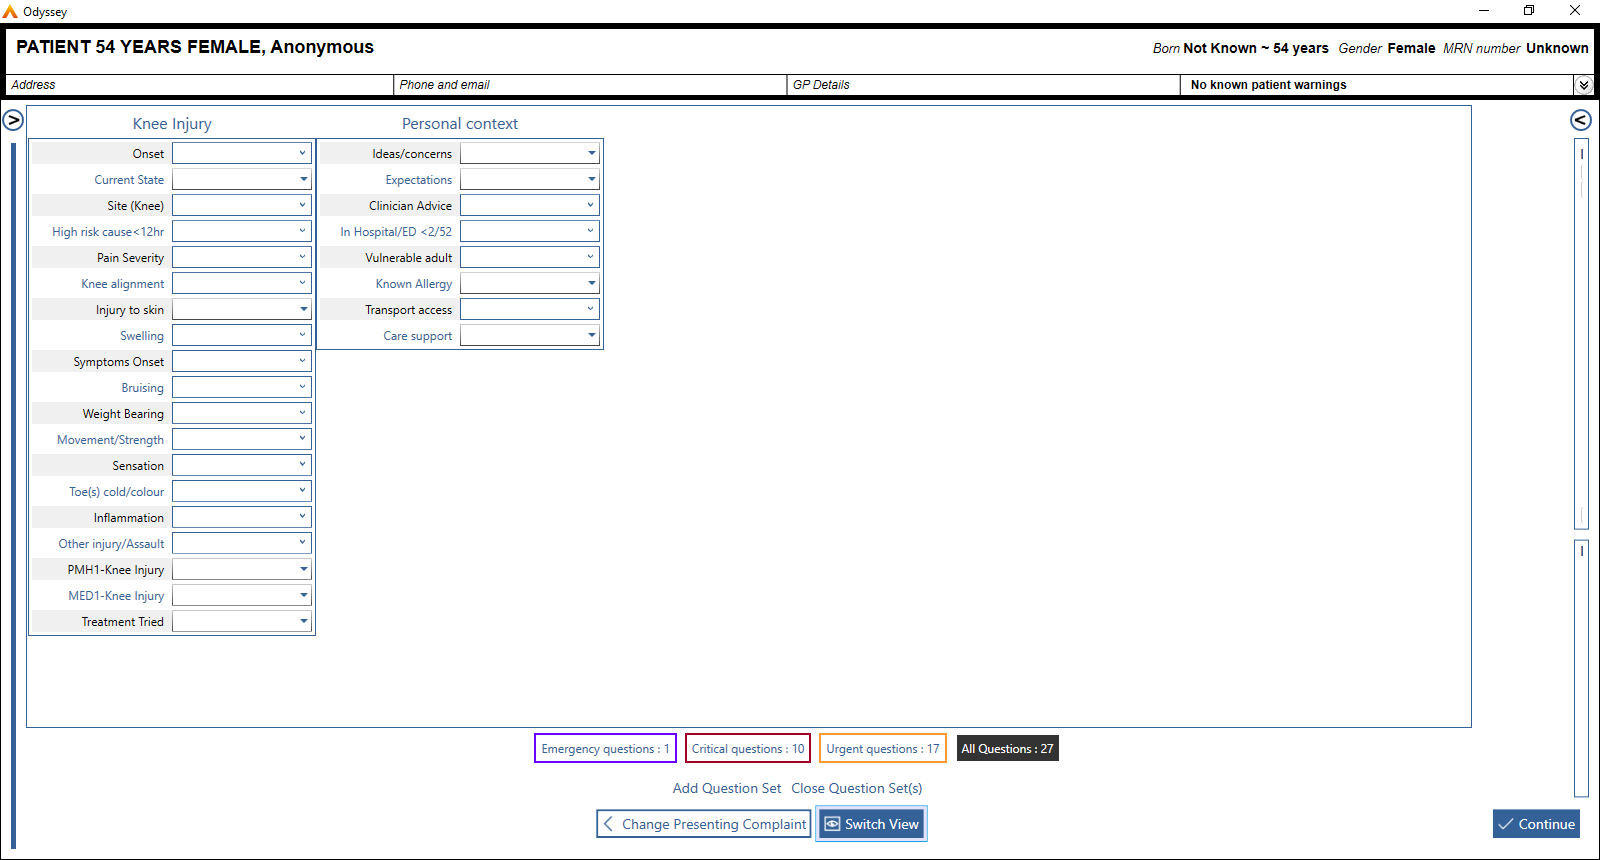 Odyssey
PATIENT 54 YEARS FEMALE, Anonymous
Born Not Known ~ 54 years Gender Female MRN number Unknown
Address
Phone and email
GP Details
No known patient warnings
Knee Injury
Onset
Current State
Site (Knee)
High risk cause<12hr
Pain Severity
Knee alignment
Injury to skin
Swelling
Symptoms Onset
Bruising
Weight Bearing
Movement/Strength
Sensation
Toe(s) cold/colour
Inflammation
Other injury/Assault
PMH1-Knee Injury
MED1-Knee Injury
Treatment Tried
Personal context
Ideas/concerns
Expectations
Clinician Advice
In Hospital/ED <2/52
Vulnerable adult
Known Allergy
Transport access
Care support
Emergency questions : 1
Critical questions : 10
Urgent questions : 17
All Questions : 27
Add Question Set
Close Question Set(s)
Change Presenting Complaint
Switch View
Continue